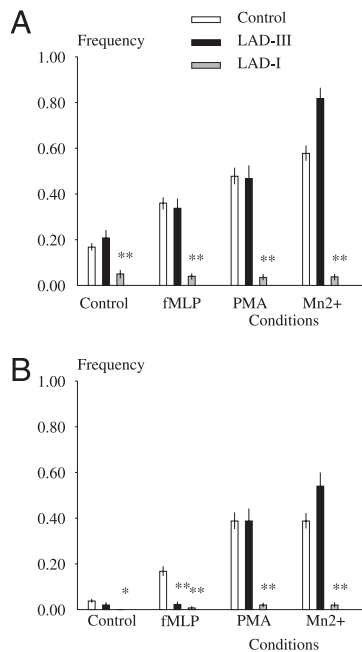 A
Frequency
Control
LAD-III
LAD-I
1.00
0.80
0.60
0.40
0.20
0.00
**
**
**
**
Control fMLP PMA Mn2+
Conditions
B
Frequency
1.00
0.80
0.60
0.40
0.20
0.00
*
** **
**
**
Control fMLP PMA Mn2+
Conditions